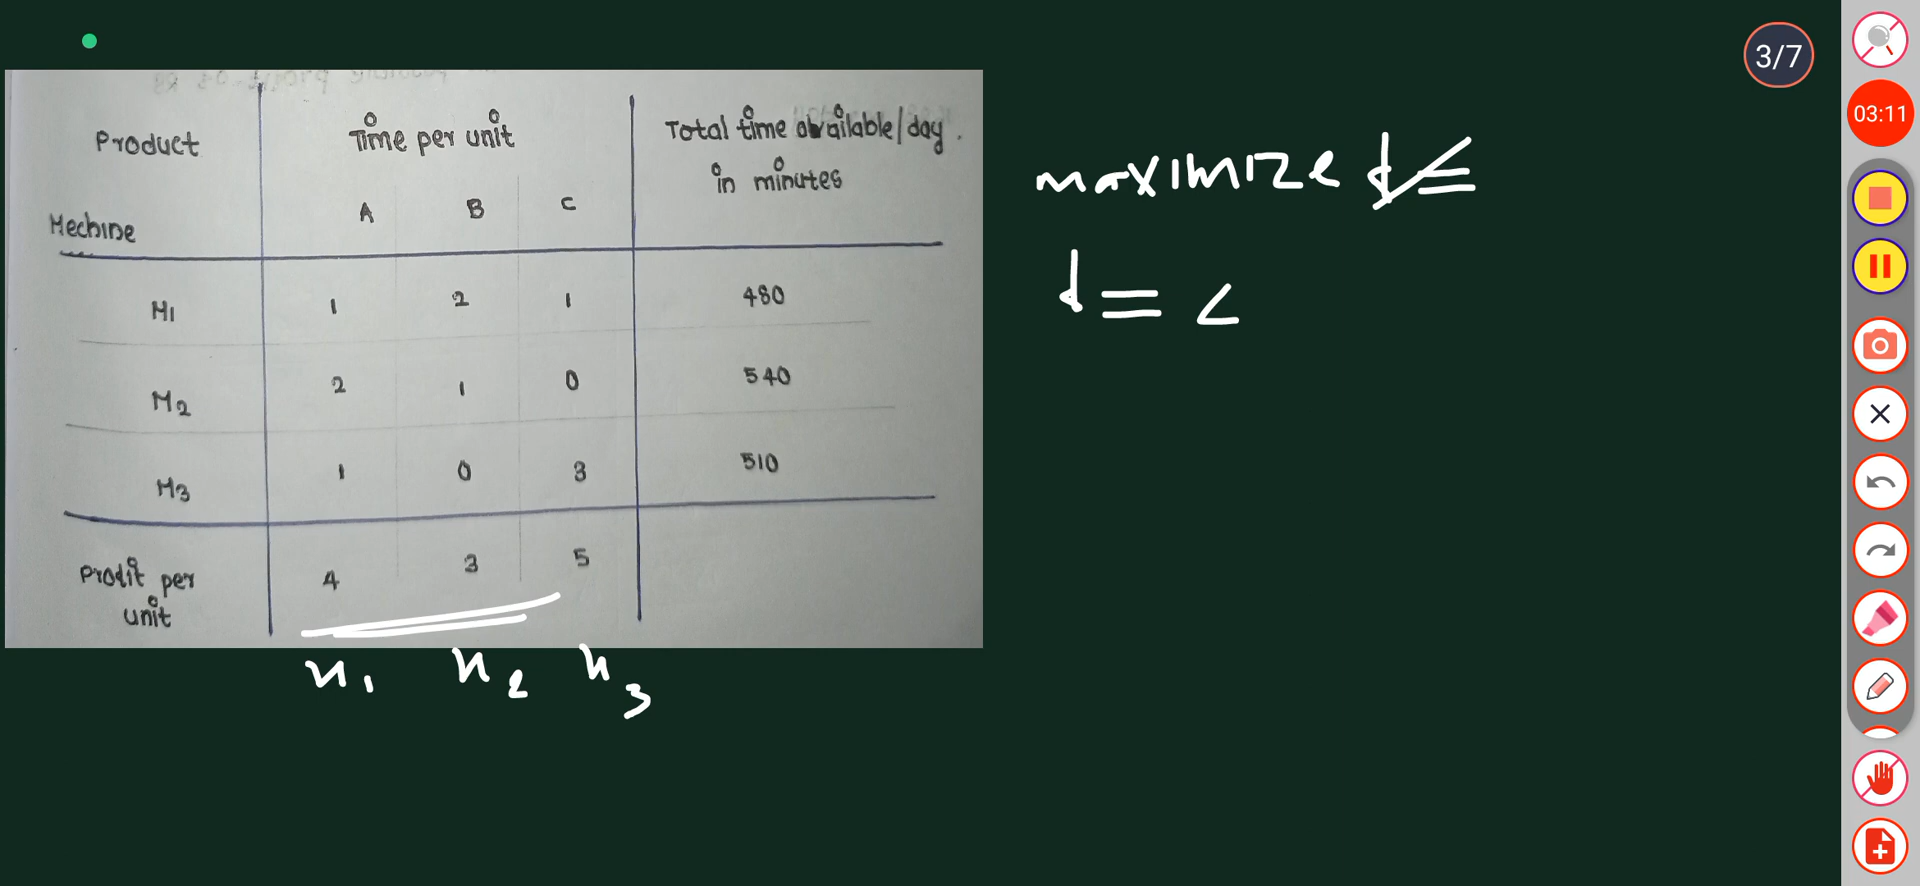 3/7
03:11
Product
Time per unit
Total time available/day.
in minutes
A B C
Mechine
M1 1 2 1 480
M2 2 1 0 540
M3 1 0 3 510
Profit per
unit
4 3 5
x1 x2 x3
maximize f =
f = <